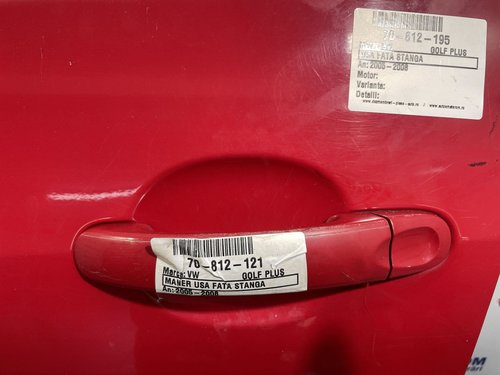 70-812-195
GOLF PLUS
USA FATA STANGA
An: 2005-2008
Motor:
Varianta:
Detalii:
70-812-121
Marca: VW GOLF PLUS
MANER USA FATA STANGA
An: 2005-2008